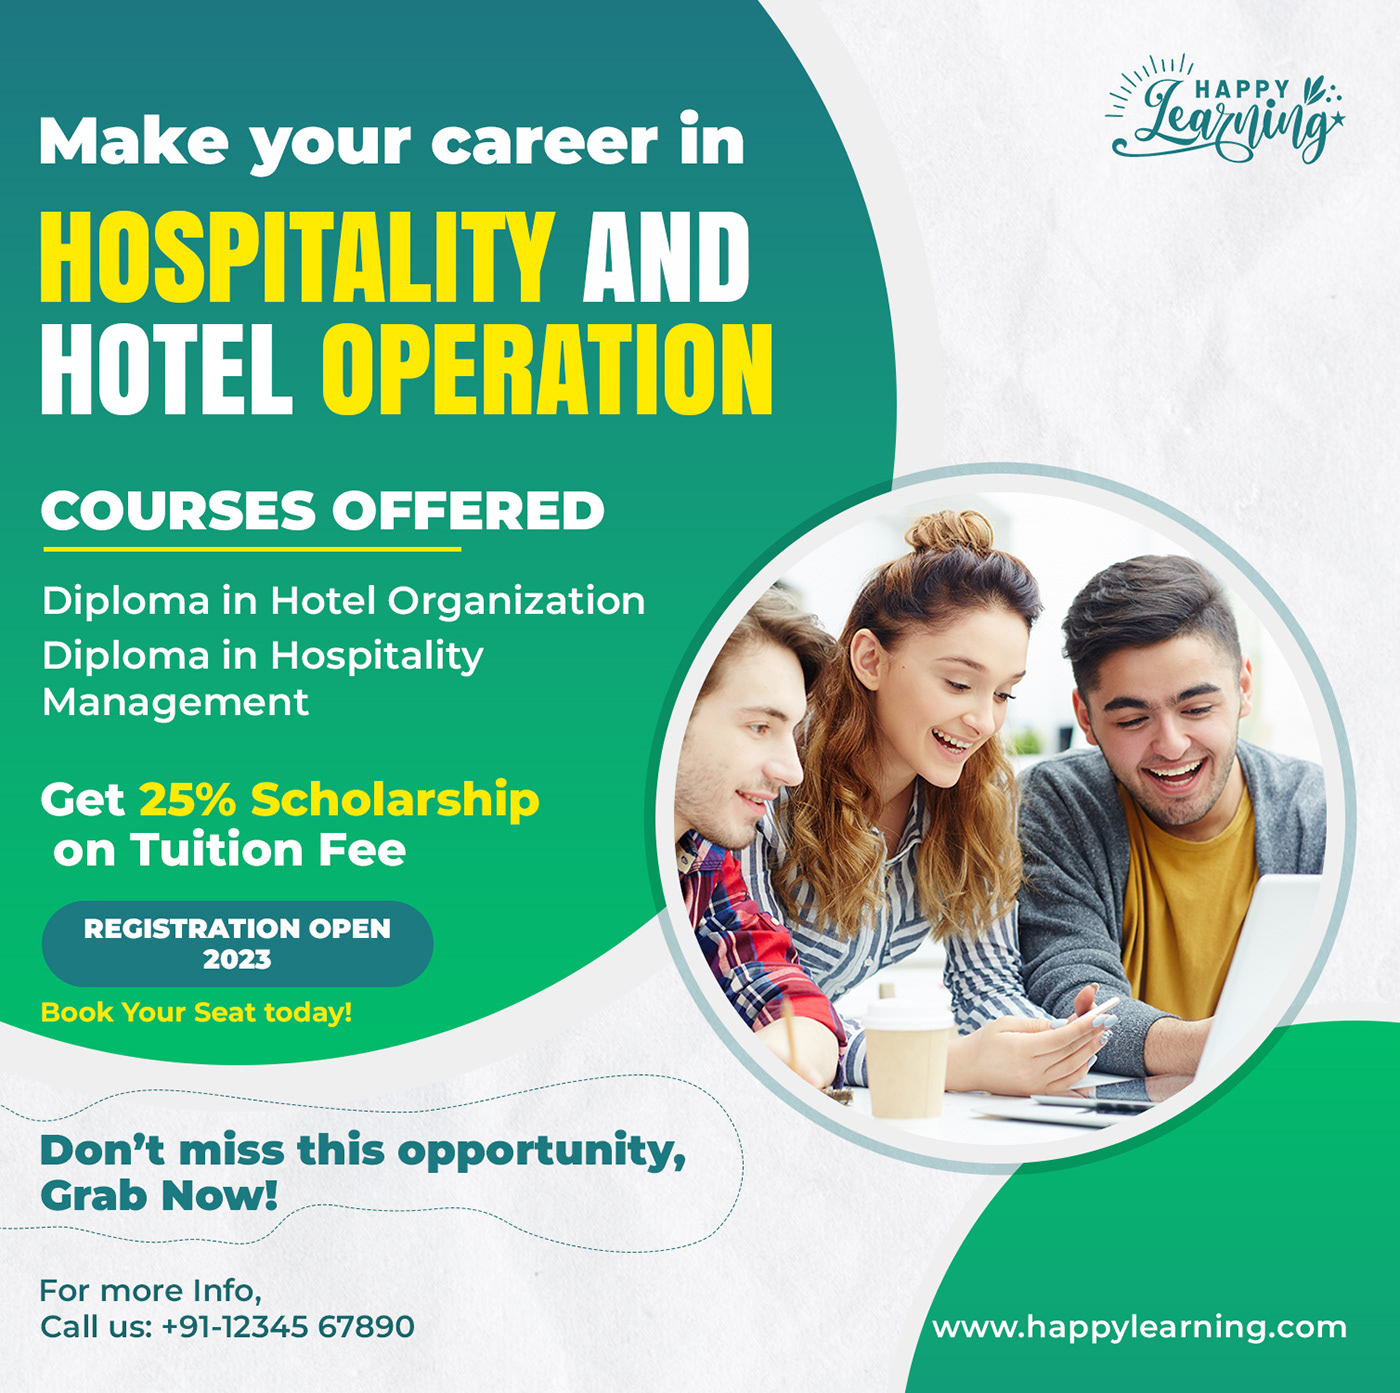 HAPPY
Learning
Make your career in
HOSPITALITY AND
HOTEL OPERATION
COURSES OFFERED
Diploma in Hotel Organization
Diploma in Hospitality
Management
Get 25% Scholarship
on Tuition Fee
REGISTRATION OPEN
2023
Book Your Seat today!
Don't miss this opportunity,
Grab Now!
For more Info,
Call us: +91-12345 67890
www.happylearning.com